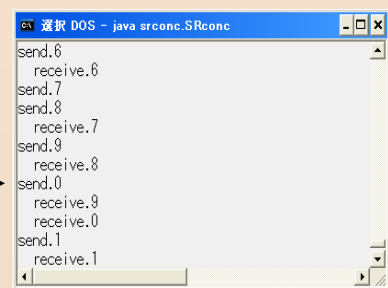 選択 DOS - java srconc.SRconc
send.6
receive.6
send.7
send.8
receive.7
send.9
receive.8
send.0
receive.9
receive.0
send.1
receive.1